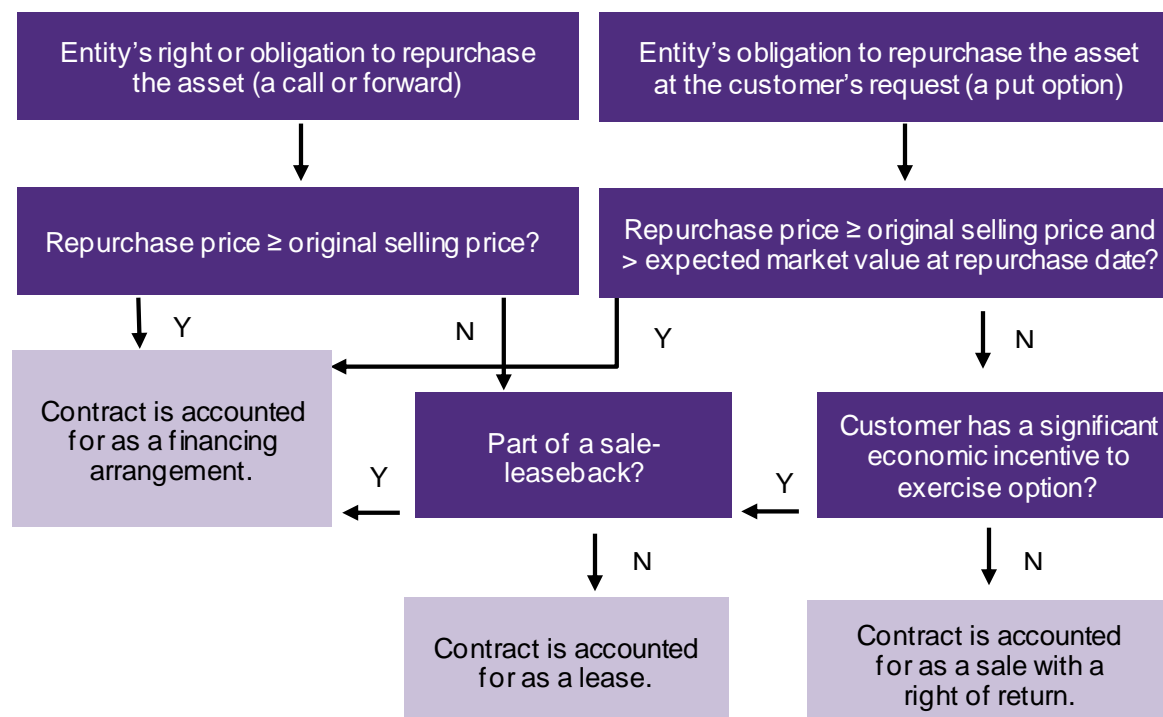 Entity's right or obligation to repurchase
the asset (a call or forward)
Entity's obligation to repurchase the asset
at the customer's request (a put option)
Repurchase price ≥ original selling price?
Repurchase price ≥ original selling price and
> expected market value at repurchase date?
Y
N
Y
N
Contract is accounted
for as a financing
arrangement.
Part of a sale-
leaseback?
Customer has a significant
economic incentive to
exercise option?
Y
Y
N
N
Contract is accounted
for as a lease.
Contract is accounted
for as a sale with a
right of return.